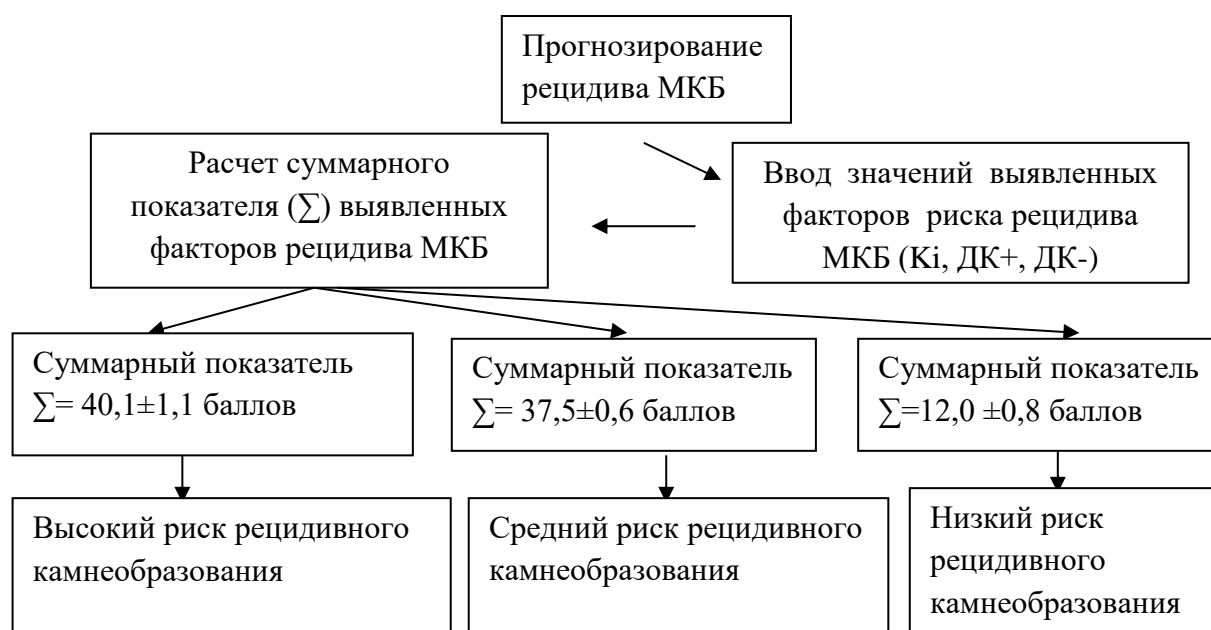 Прогнозирование
рецидива МКБ
Ввод значений выявленных
факторов риска рецидива
МКБ (Ki, ДК+, ДК-)
Расчет суммарного
показателя (∑) выявленных
факторов рецидива МКБ
Суммарный показатель
∑= 40,1±1,1 баллов
Суммарный показатель
∑= 37,5±0,6 баллов
Суммарный показатель
∑=12,0 ±0,8 баллов
Высокий риск рецидивного
камнеобразования
Средний риск рецидивного
камнеобразования
Низкий риск
рецидивного
камнеобразования